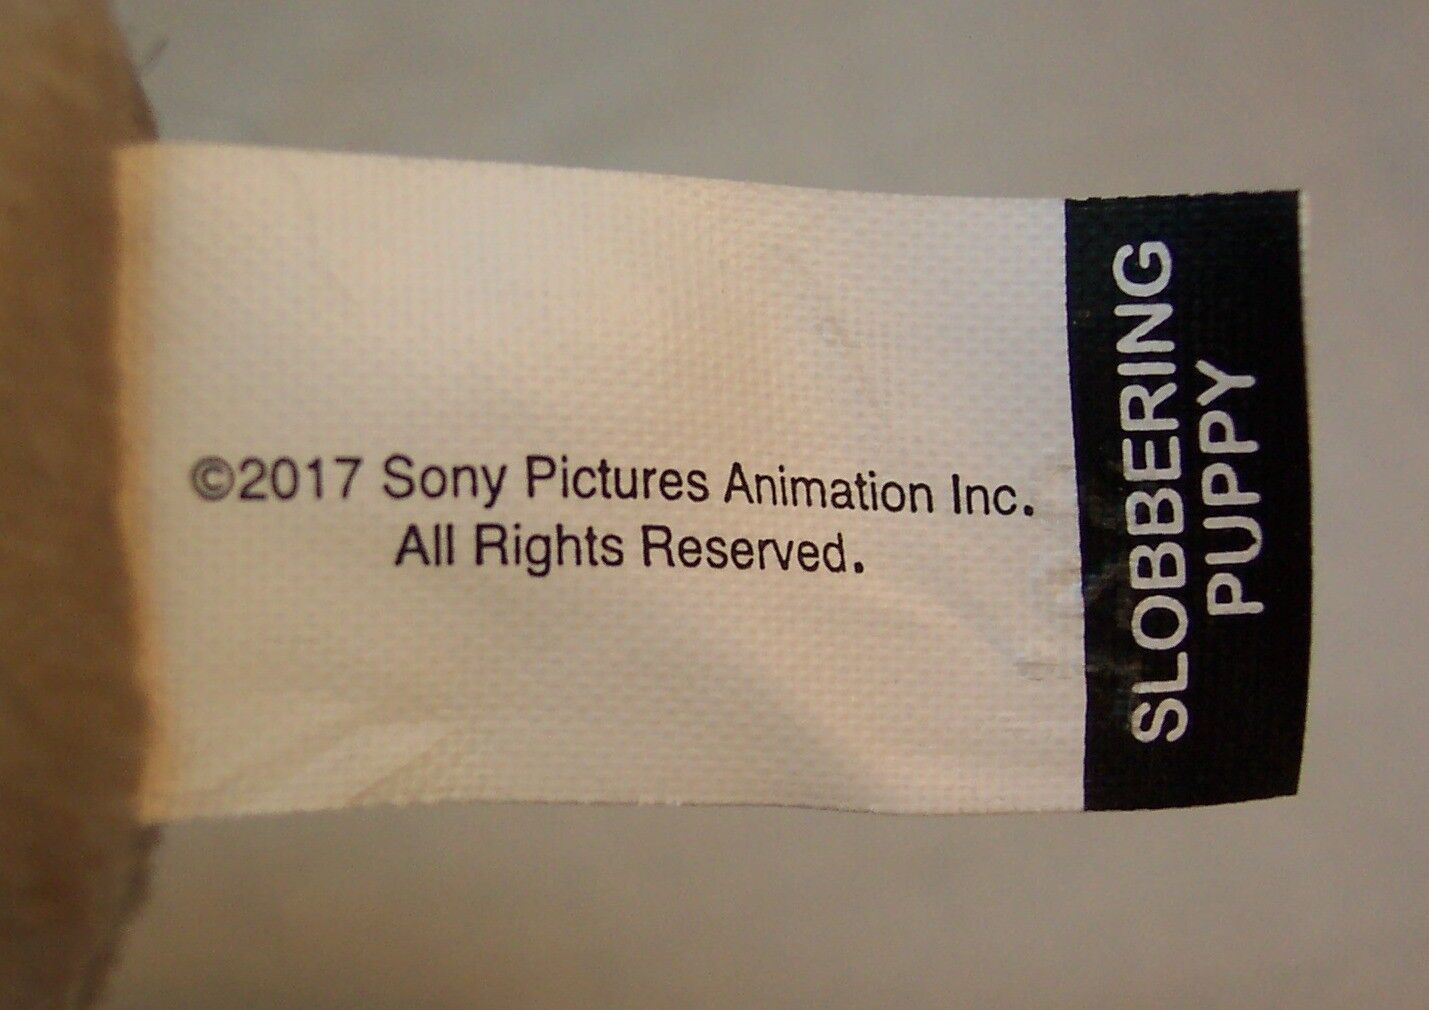 ©2017 Sony Pictures Animation Inc.
All Rights Reserved.
SLOBBERING
PUPPY